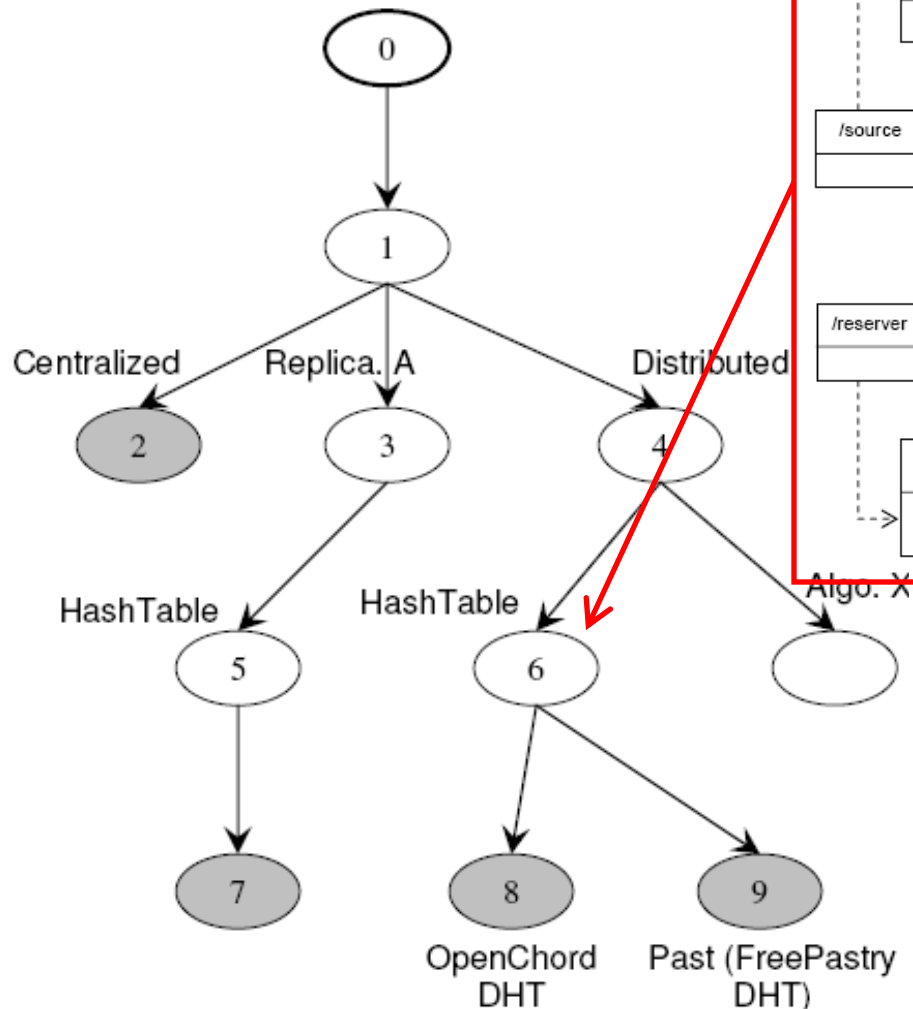 0
/source
1
/reserver
Centralized
Replica. A
Distributed
2
3
4
Algo. X
HashTable
HashTable
5
6
7
8
9
OpenChord
DHT
Past (FreePastry
DHT)